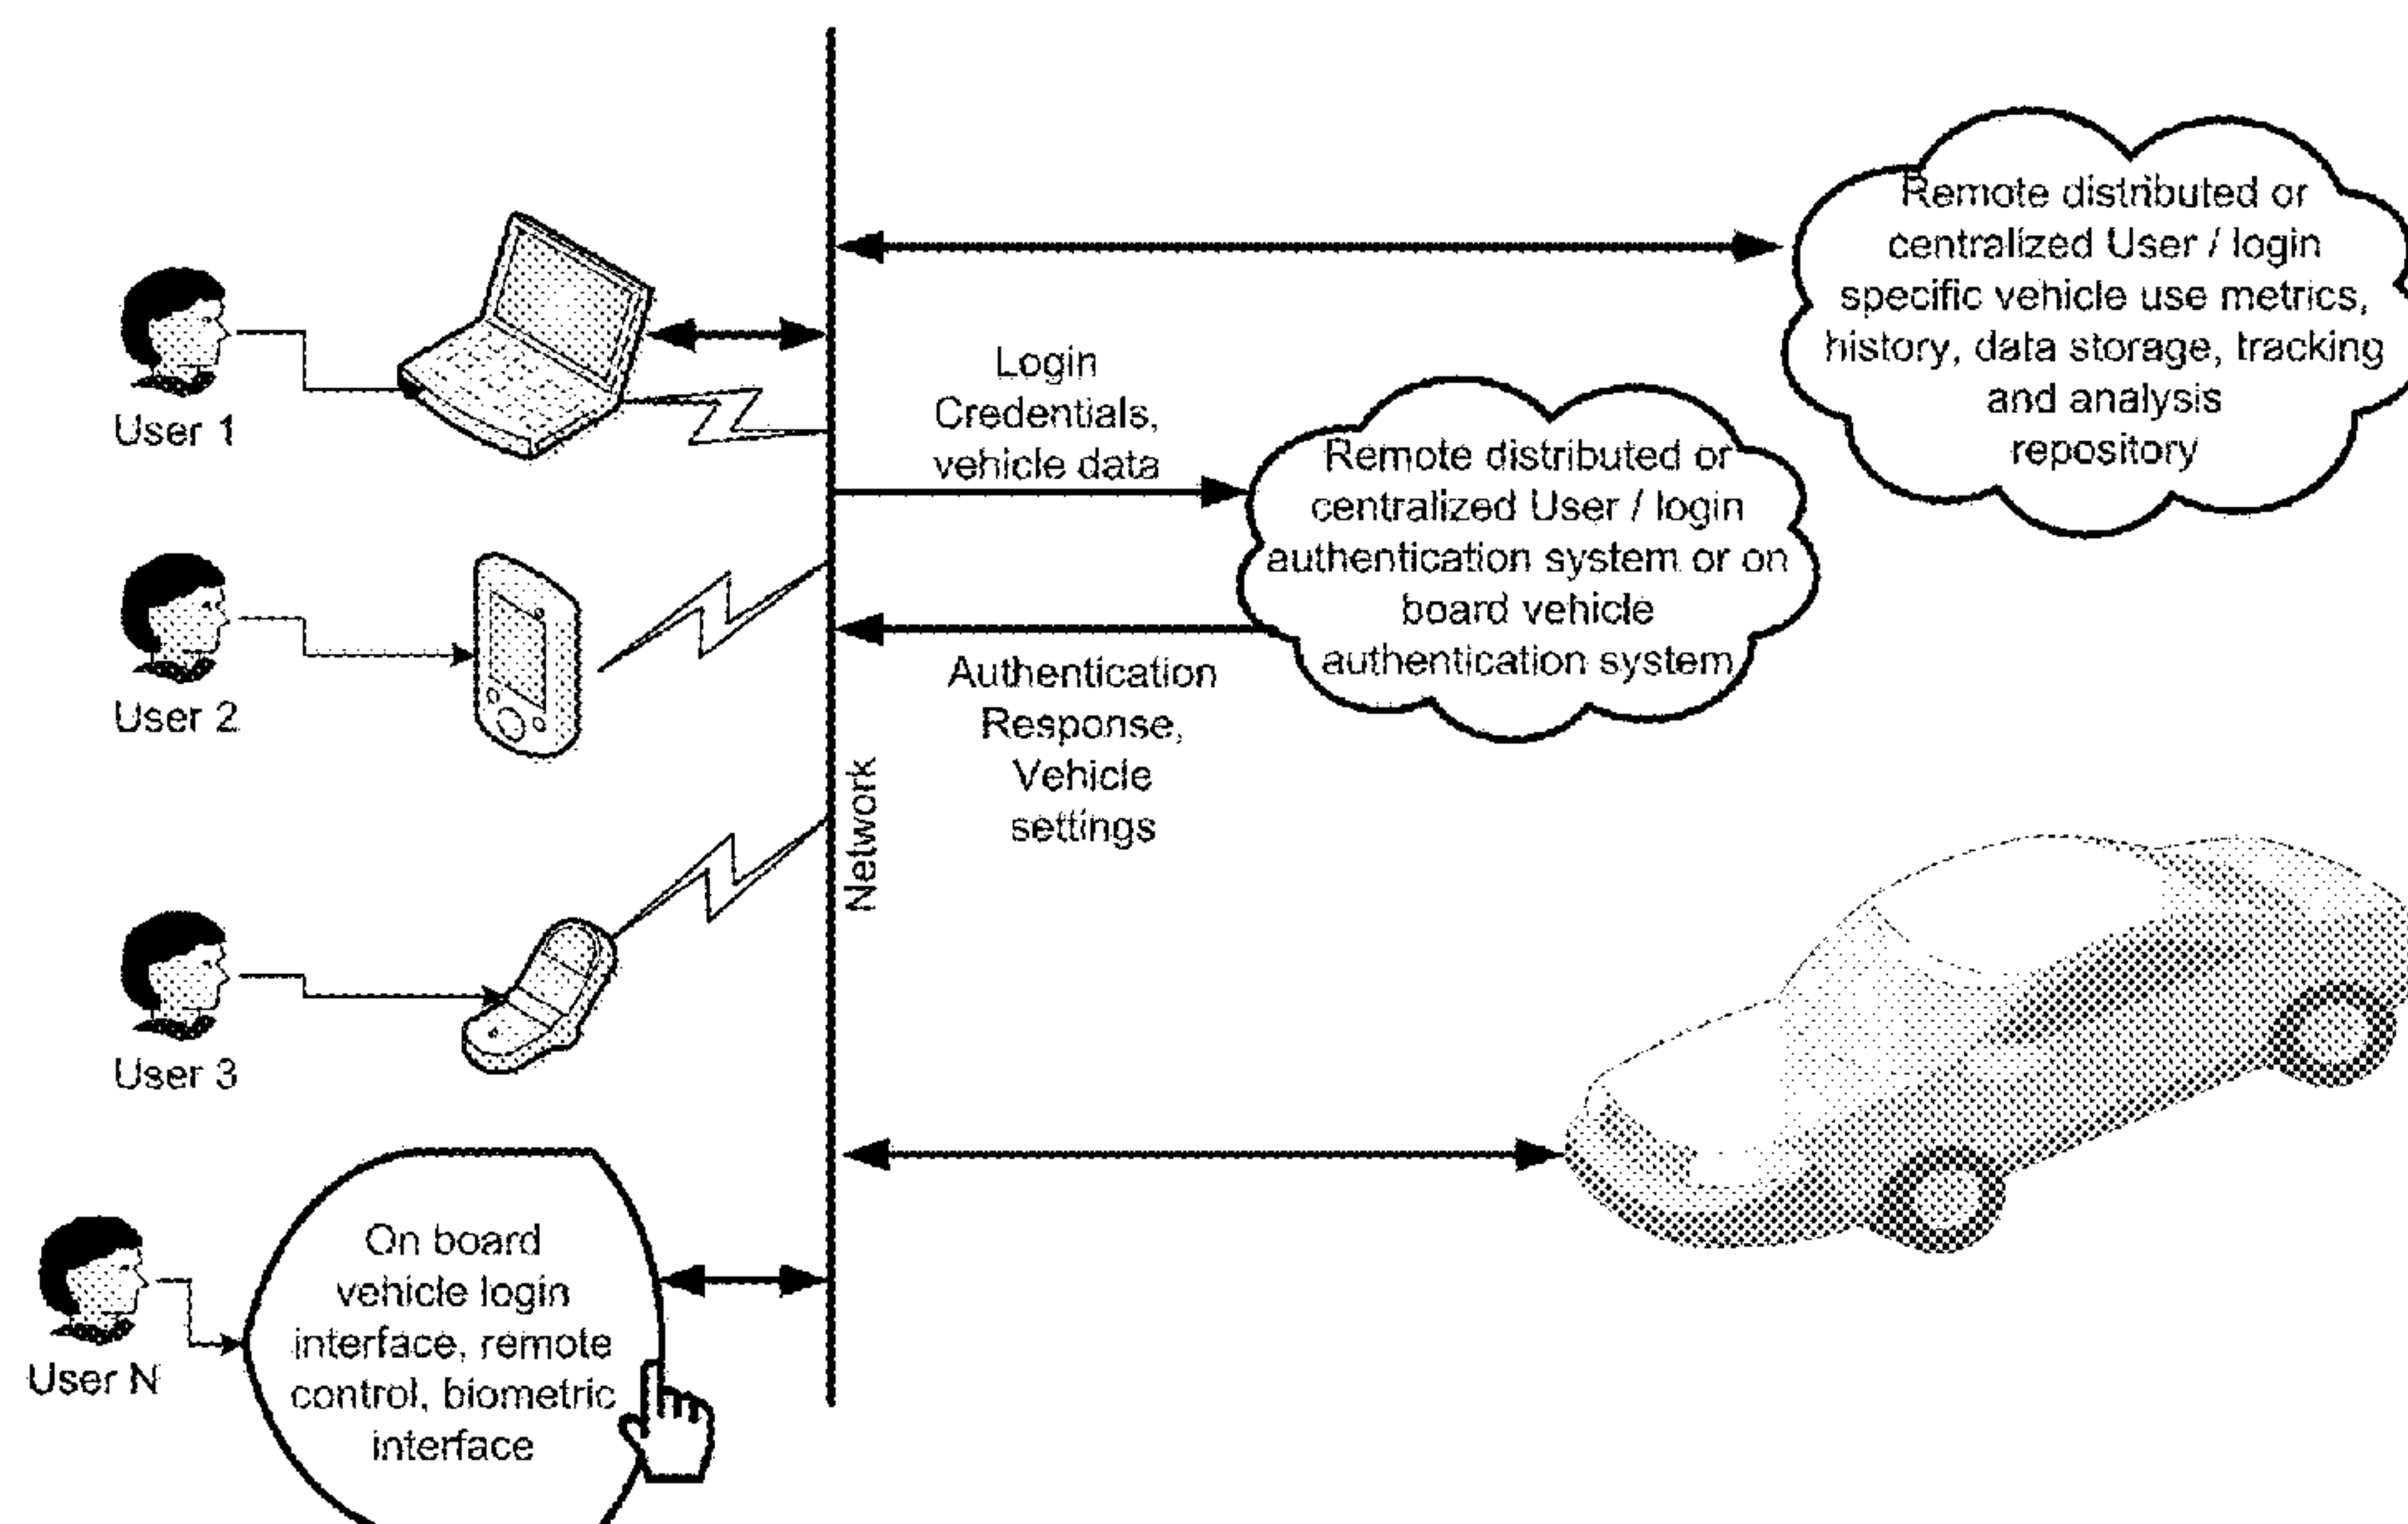 Remote distributed or
centralized User / login
specific vehicle use metrics,
history, data storage, tracking
and analysis
repository
User 1
Login
Credentials,
vehicle data
Remote distributed or
centralized User / login
authentication system or on
board vehicle
authentication system
User 2
Authentication
Response,
Vehicle
settings
Network
User 3
On board
vehicle login
interface, remote
control, biometric
interface
User N